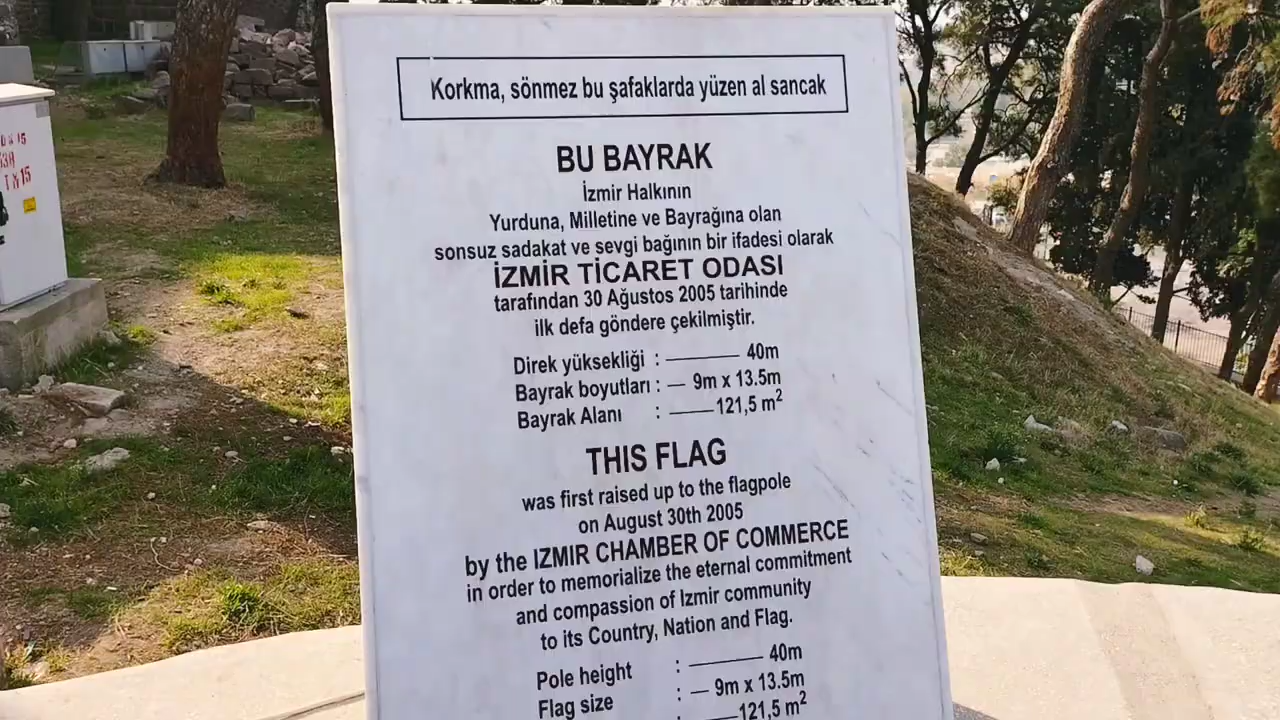 Korkma, sönmez bu şafaklarda yüzen al sancak
BU BAYRAK
İzmir Halkının
Yurduna, Milletine ve Bayrağına olan
sonsuz sadakat ve sevgi bağının bir ifadesi olarak
İZMİR TİCARET ODASI
tarafından 30 Ağustos 2005 tarihinde
ilk defa göndere çekilmiştir.
Direk yüksekliği : ——— 40m
Bayrak boyutları : — 9m x 13.5m
Bayrak Alanı : ——121,5 m²
THIS FLAG
was first raised up to the flagpole
on August 30th 2005
by the IZMIR CHAMBER OF COMMERCE
in order to memorialize the eternal commitment
and compassion of Izmir community
to its Country, Nation and Flag.
Pole height : ——— 40m
Flag size : — 9m x 13.5m
——121,5 m²